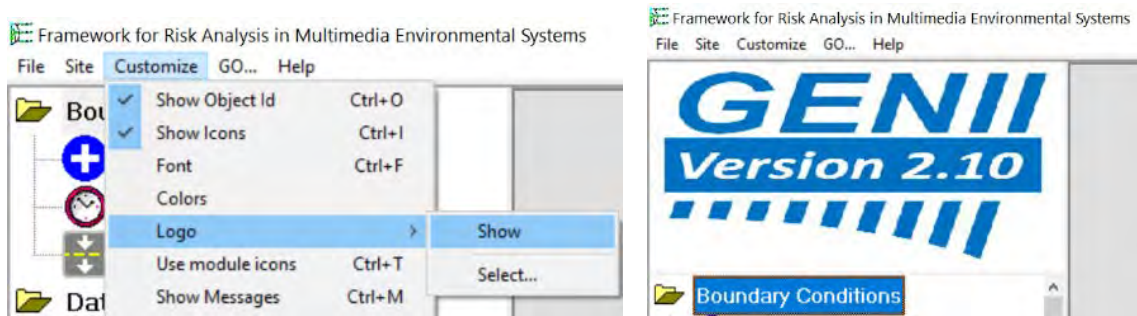 Framework for Risk Analysis in Multimedia Environmental Systems
File Site Customize GO... Help
Bou
Show Object Id Ctrl+O
Show Icons Ctrl+I
Font Ctrl+F
Colors
Logo
Show
Use module icons Ctrl+T
Select...
Show Messages Ctrl+M
Dat
Framework for Risk Analysis in Multimedia Environmental Systems
File Site Customize GO... Help
GENII
Version 2.10
Boundary Conditions